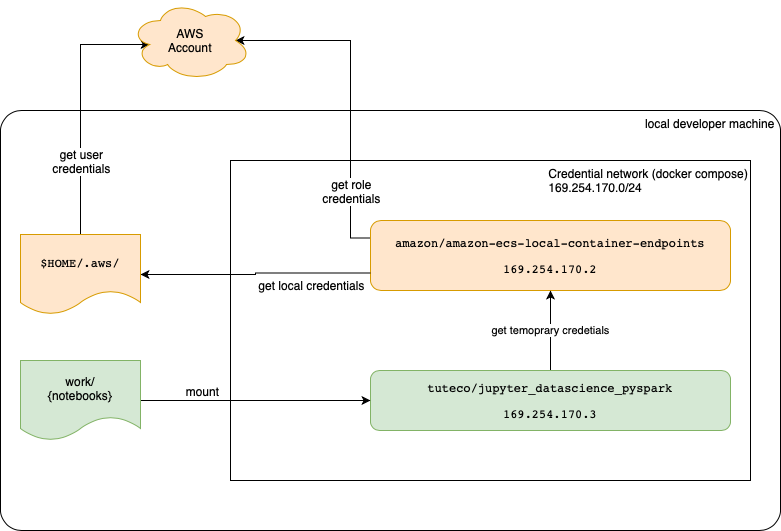 AWS
Account
local developer machine
get user
credentials
Credential network (docker compose)
169.254.170.0/24
get role
credentials
amazon/amazon-ecs-local-container-endpoints
169.254.170.2
$HOME/.aws/
get local credentials
get temoprary credetials
work/
{notebooks}
mount
tuteco/jupyter_datascience_pyspark
169.254.170.3